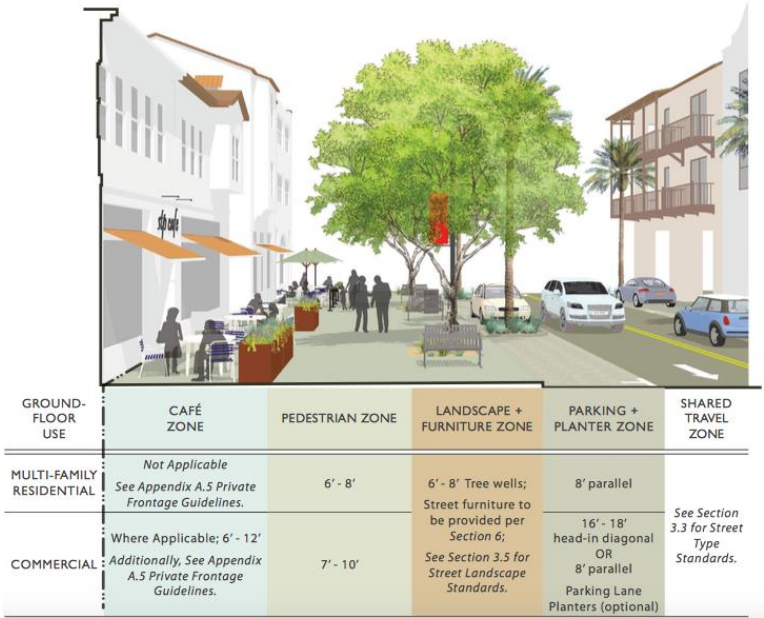 slp cafe
GROUND-
FLOOR
USE
CAFÉ
ZONE
PEDESTRIAN ZONE
LANDSCAPE +
FURNITURE ZONE
PARKING +
PLANTER ZONE
SHARED
TRAVEL
ZONE
MULTI-FAMILY
RESIDENTIAL
Not Applicable
See Appendix A.5 Private
Frontage Guidelines.
6' - 8'
6' - 8' Tree wells;
Street furniture to
be provided per
Section 6;
See Section 3.5 for
Street Landscape
Standards.
8' parallel
See Section
3.3 for Street
Type
Standards.
COMMERCIAL
Where Applicable; 6' - 12'
Additionally, See Appendix
A.5 Private Frontage
Guidelines.
7' - 10'
16' - 18'
head-in diagonal
OR
8' parallel
Parking Lane
Planters (optional)